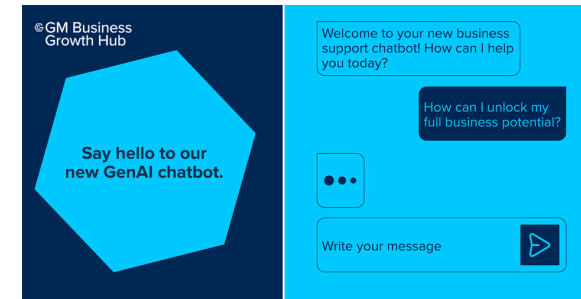 GM Business
Growth Hub
Say hello to our
new GenAI chatbot.
Welcome to your new business
support chatbot! How can I help
you today?
How can I unlock my
full business potential?
Write your message